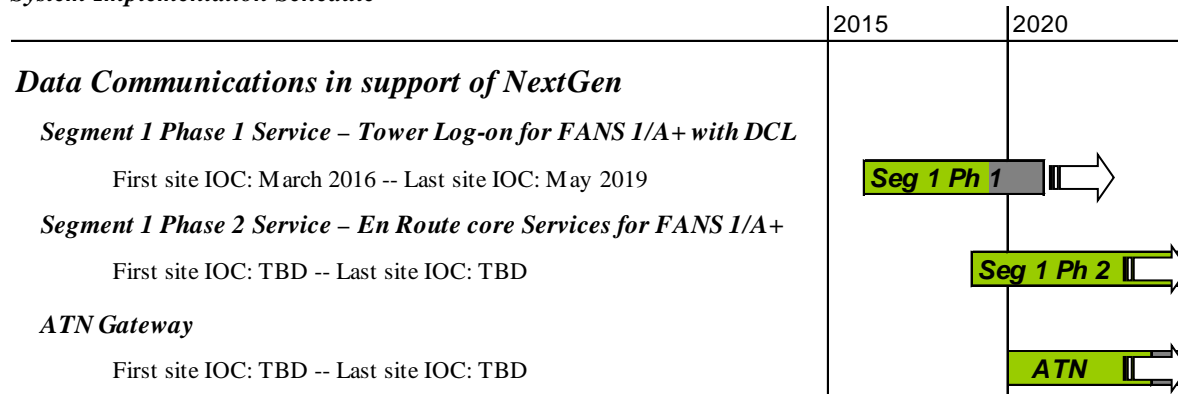 System Implementation Schedule
2015 2020
Data Communications in support of NextGen
Segment 1 Phase 1 Service – Tower Log-on for FANS 1/A+ with DCL
First site IOC: March 2016 -- Last site IOC: May 2019
Seg 1 Ph 1
Segment 1 Phase 2 Service – En Route core Services for FANS 1/A+
First site IOC: TBD -- Last site IOC: TBD
Seg 1 Ph 2
ATN Gateway
First site IOC: TBD -- Last site IOC: TBD
ATN